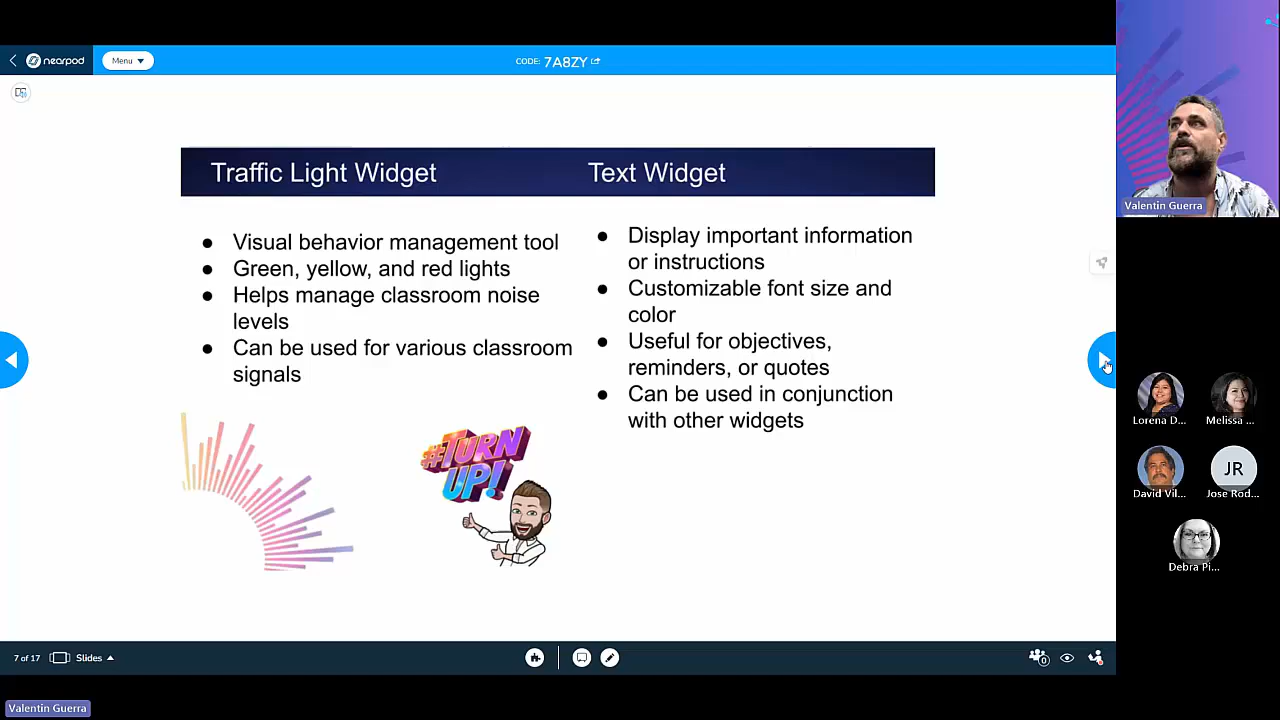 nearpod
Menu
CODE: 7A8ZY
Traffic Light Widget
Text Widget
● Visual behavior management tool
● Green, yellow, and red lights
● Helps manage classroom noise
levels
● Can be used for various classroom
signals
● Display important information
or instructions
● Customizable font size and
color
● Useful for objectives,
reminders, or quotes
● Can be used in conjunction
with other widgets
#TURN
UP!
7 of 17
Slides
0
Valentin Guerra
Valentin Guerra
Lorena D...
Melissa ...
David Vil...
JR
Jose Rod...
Debra Pi...